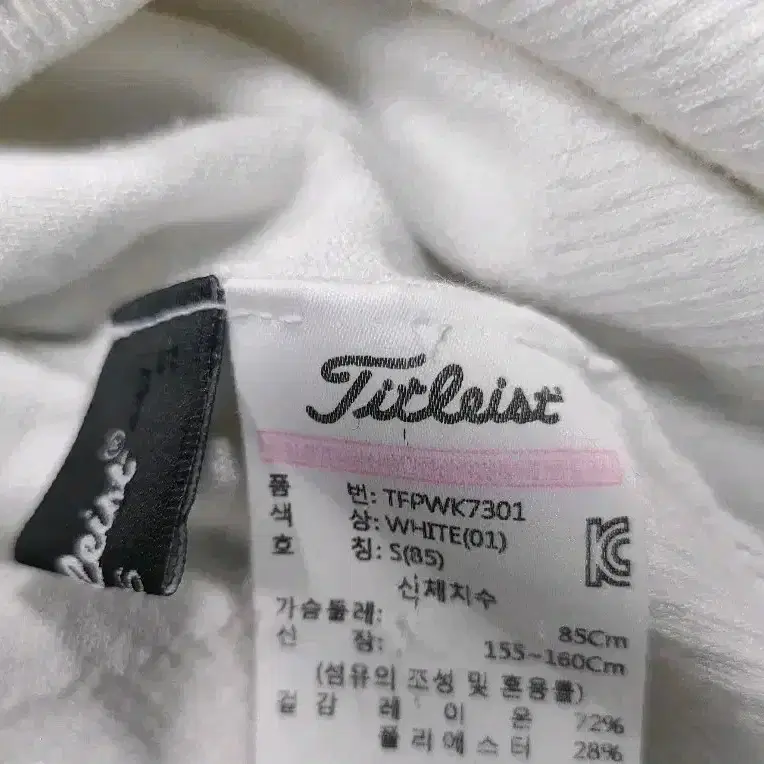 Titleist
품 번: TFPWK7301
색 상: WHITE(01)
호 칭: S(85)
신체치수
가슴둘레: 85Cm
신 장: 155~160Cm
(섬유의 조성 및 혼용률)
겉감 레이온 72%
폴리에스터 28%